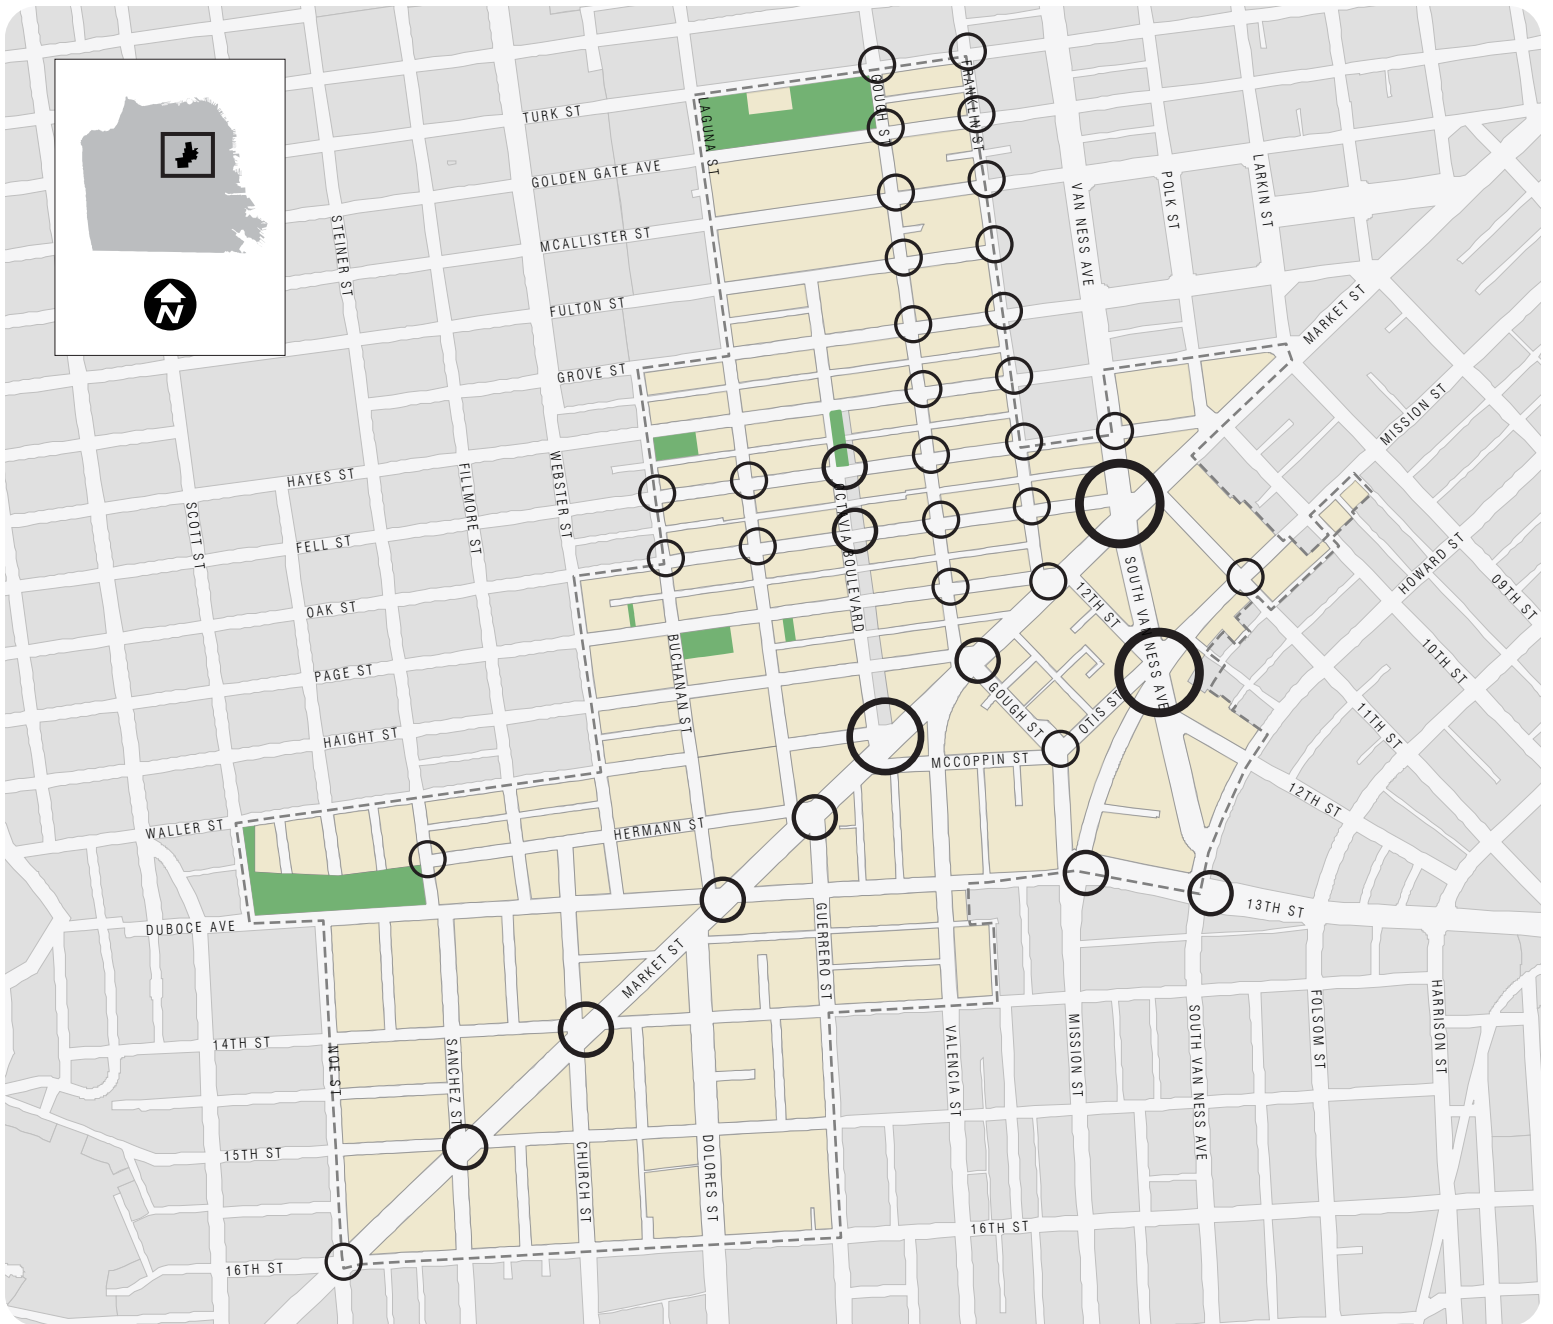 TURK ST
GOLDEN GATE AVE
MCALLISTER ST
FULTON ST
GROVE ST
HAYES ST
FELL ST
OAK ST
PAGE ST
HAIGHT ST
WALLER ST
HERMANN ST
DUBOCE AVE
14TH ST
15TH ST
16TH ST
16TH ST
STEINER ST
SCOTT ST
FILLMORE ST
WEBSTER ST
BUCHANAN ST
LAGUNA ST
OCTAVIA BOULEVARD
GOUGH ST
FRANKLIN ST
VAN NESS AVE
POLK ST
LARKIN ST
MARKET ST
MISSION ST
HOWARD ST
09TH ST
10TH ST
11TH ST
12TH ST
12TH ST
SOUTH VAN NESS AVE
GOUGH ST
OTIS ST
MCCOPPIN ST
13TH ST
MARKET ST
GUERRERO ST
NOE ST
SANCHEZ ST
CHURCH ST
DOLORES ST
VALENCIA ST
MISSION ST
SOUTH VAN NESS AVE
FOLSOM ST
HARRISON ST
N